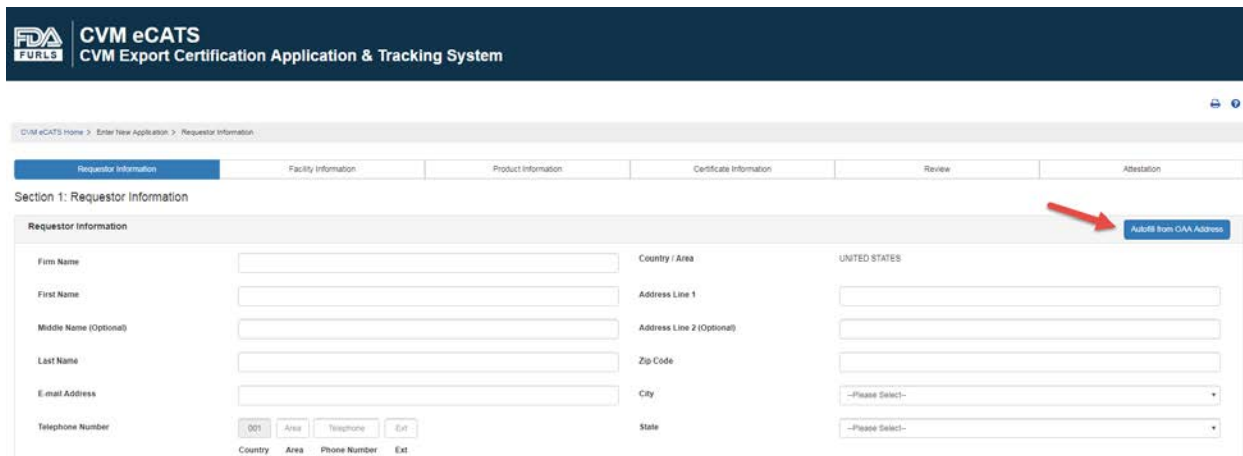 FDA
FURLS
CVM eCATS
CVM Export Certification Application & Tracking System
CVM eCATS Home > Enter New Application > Requestor Information
Requestor Information Facility Information Product Information Certificate Information Review Attestation
Section 1: Requestor Information
Requestor Information Autofill from OAA Address
Firm Name Country / Area UNITED STATES
First Name Address Line 1
Middle Name (Optional) Address Line 2 (Optional)
Last Name Zip Code
E-mail Address City --Please Select--
Telephone Number 001 Area Telephone Ext State --Please Select--
Country Area Phone Number Ext